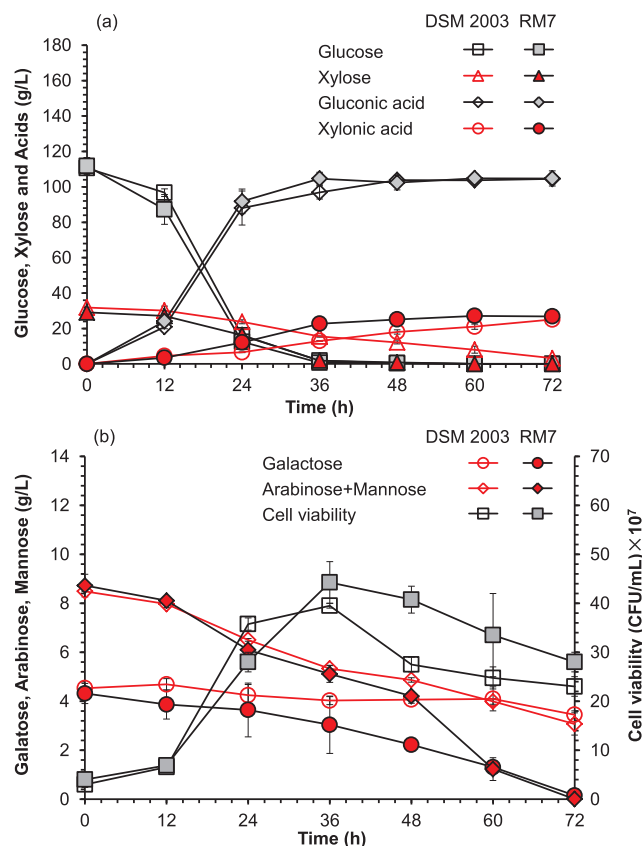 (a)
DSM 2003 RM7
Glucose
Xylose
Gluconic acid
Xylonic acid
Glucose, Xylose and Acids (g/L)
180
160
140
120
100
80
60
40
20
0
0 12 24 36 48 60 72
Time (h)
(b)
DSM 2003 RM7
Galactose
Arabinose+Mannose
Cell viability
Galatose, Arabinose, Mannose (g/L)
14
12
10
8
6
4
2
0
70
60
50
40
30
20
10
0
Cell viability (CFU/mL)×10⁷
0 12 24 36 48 60 72
Time (h)